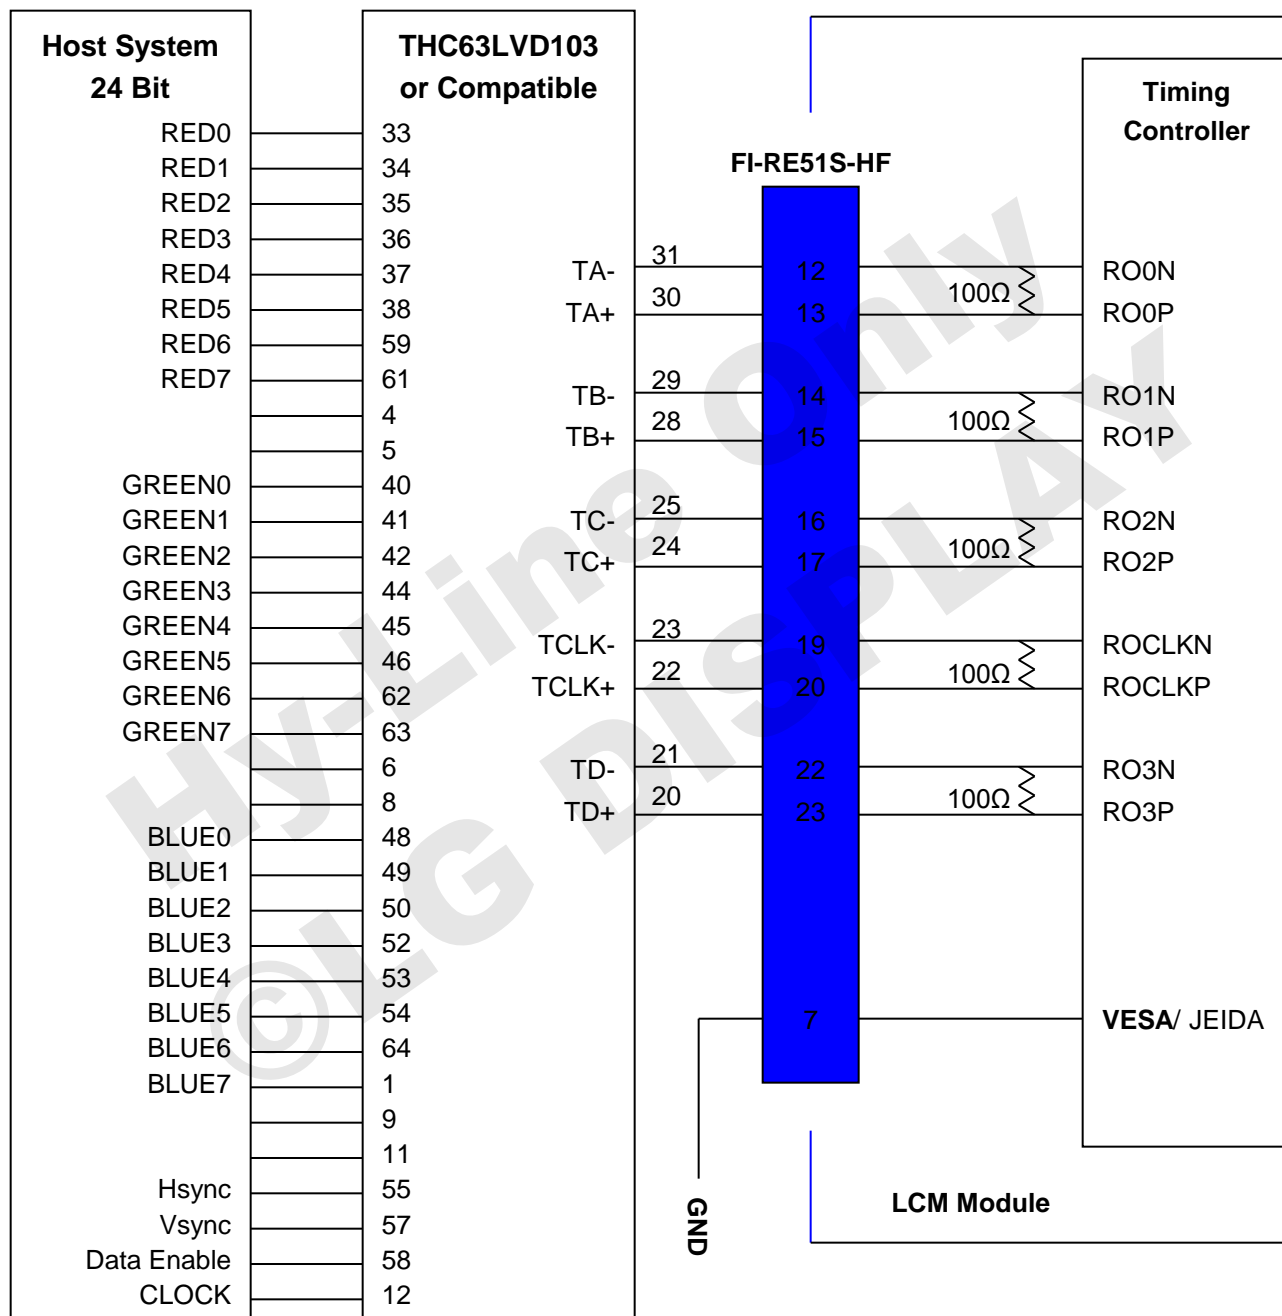 Host System
24 Bit
RED0
RED1
RED2
RED3
RED4
RED5
RED6
RED7
GREEN0
GREEN1
GREEN2
GREEN3
GREEN4
GREEN5
GREEN6
GREEN7
BLUE0
BLUE1
BLUE2
BLUE3
BLUE4
BLUE5
BLUE6
BLUE7
Hsync
Vsync
Data Enable
CLOCK
THC63LVD103
or Compatible
33
34
35
36
37
38
59
61
4
5
40
41
42
44
45
46
62
63
6
8
48
49
50
52
53
54
64
1
9
11
55
57
58
12
TA- 31
TA+ 30
TB- 29
TB+ 28
TC- 25
TC+ 24
TCLK- 23
TCLK+ 22
TD- 21
TD+ 20
FI-RE51S-HF
12
13
14
15
16
17
19
20
22
23
7
100Ω
100Ω
100Ω
100Ω
100Ω
Timing
Controller
RO0N
RO0P
RO1N
RO1P
RO2N
RO2P
ROCLKN
ROCLKP
RO3N
RO3P
VESA/ JEIDA
GND
LCM Module
Hy-Line Only
©LG DISPLAY